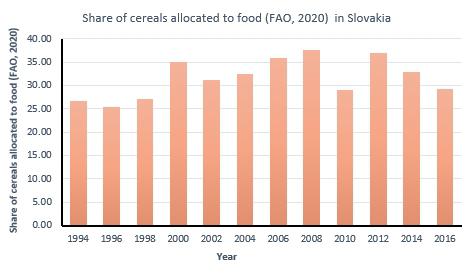 Share of cereals allocated to food (FAO, 2020)  in Slovakia
Share of cereals allocated to food (FAO, 2020)
40.00
35.00
30.00
25.00
20.00
15.00
10.00
5.00
0.00
1994 1996 1998 2000 2002 2004 2006 2008 2010 2012 2014 2016
Year